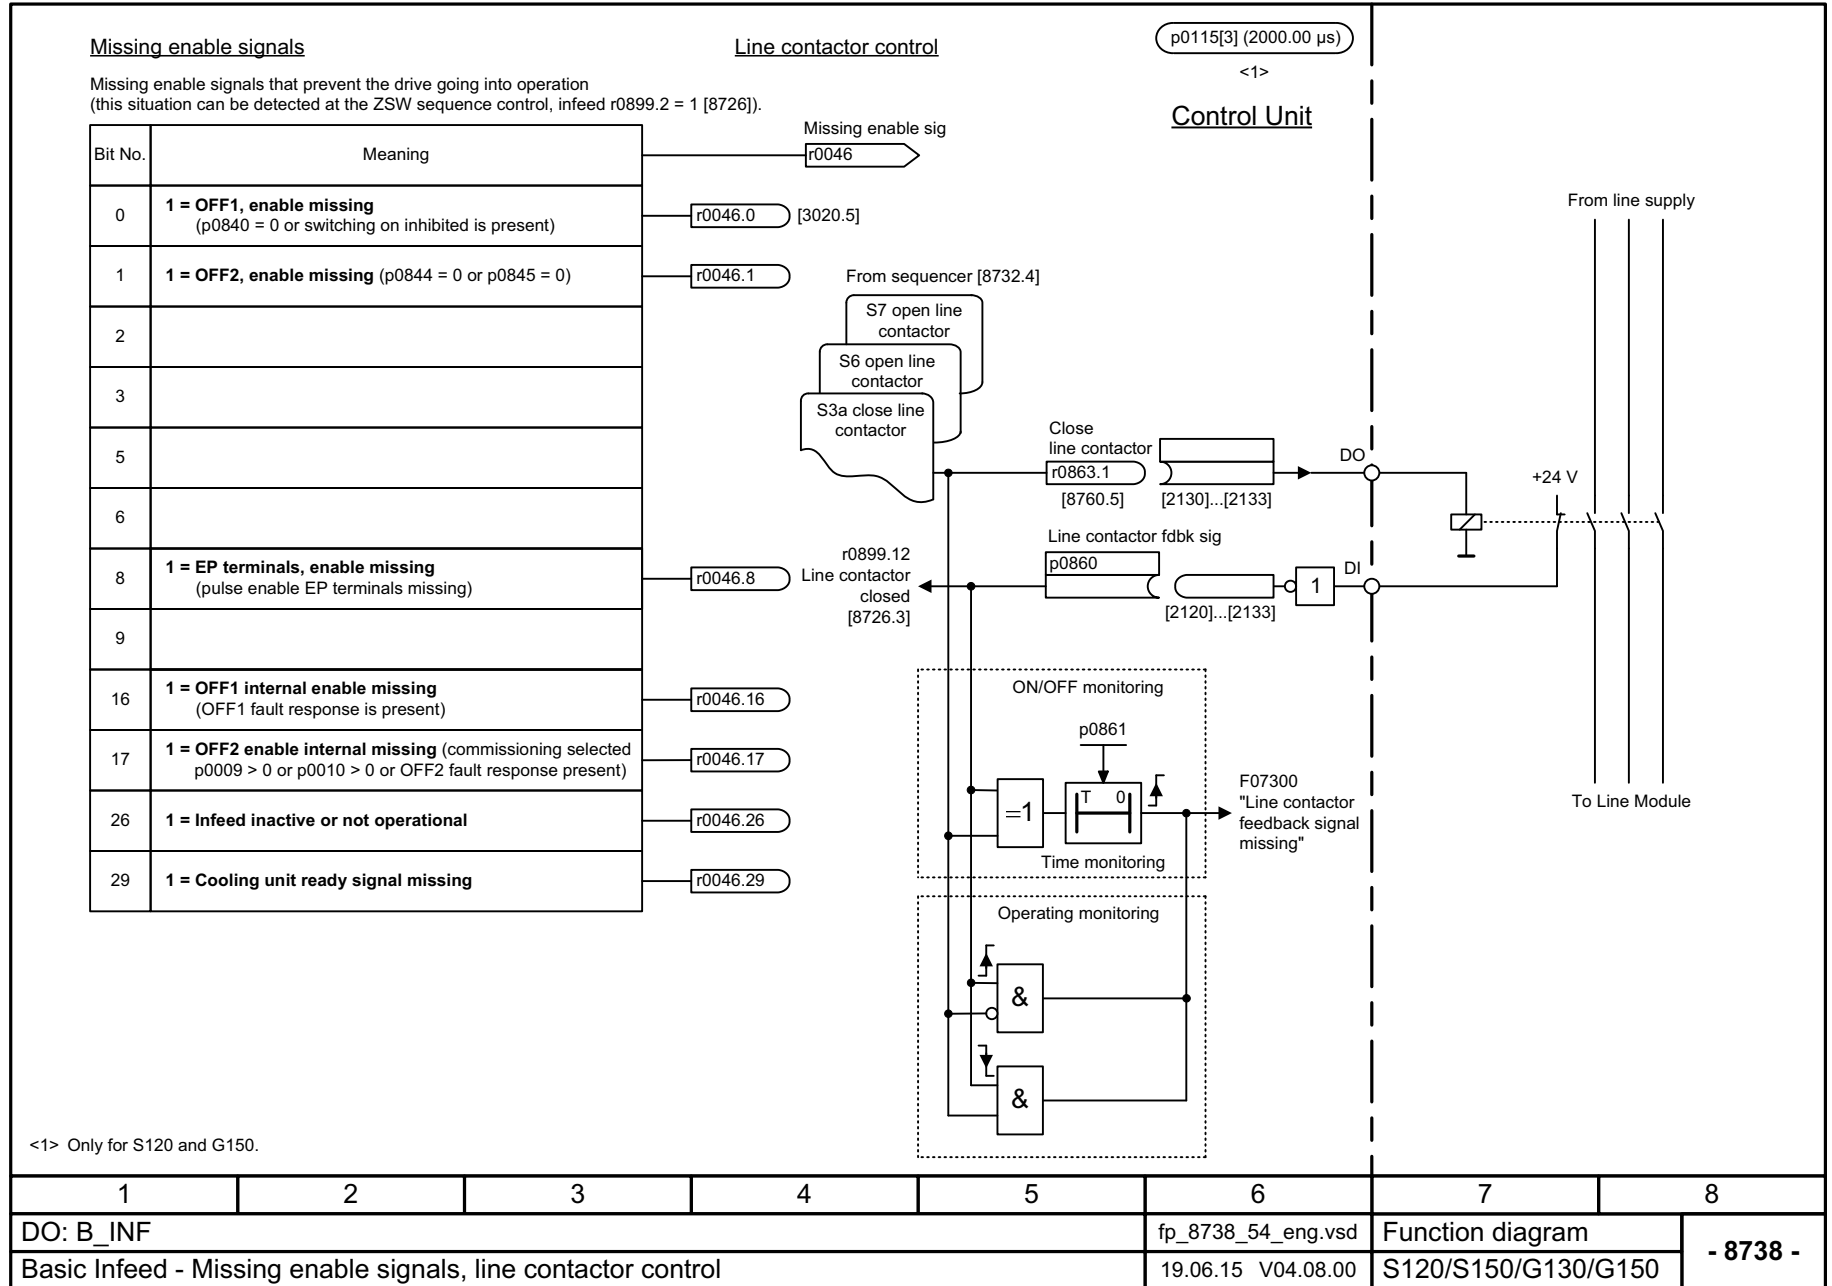 Missing enable signals
Missing enable signals that prevent the drive going into operation
(this situation can be detected at the ZSW sequence control, infeed r0899.2 = 1 [8726]).
Line contactor control
p0115[3] (2000.00 µs)
<1>
Control Unit
Missing enable sig
r0046
Bit No.
Meaning
0
1 = OFF1, enable missing
(p0840 = 0 or switching on inhibited is present)
r0046.0
[3020.5]
1
1 = OFF2, enable missing (p0844 = 0 or p0845 = 0)
r0046.1
2
3
5
6
8
1 = EP terminals, enable missing
(pulse enable EP terminals missing)
r0046.8
9
16
1 = OFF1 internal enable missing
(OFF1 fault response is present)
r0046.16
17
1 = OFF2 enable internal missing (commissioning selected
p0009 > 0 or p0010 > 0 or OFF2 fault response present)
r0046.17
26
1 = Infeed inactive or not operational
r0046.26
29
1 = Cooling unit ready signal missing
r0046.29
From sequencer [8732.4]
S7 open line
contactor
S6 open line
contactor
S3a close line
contactor
Close
line contactor
r0863.1
[8760.5]
[2130]...[2133]
DO
Line contactor fdbk sig
p0860
[2120]...[2133]
1
DI
r0899.12
Line contactor
closed
[8726.3]
From line supply
+24 V
To Line Module
ON/OFF monitoring
p0861
=1
T 0
Time monitoring
F07300
"Line contactor
feedback signal
missing"
Operating monitoring
&
&
<1> Only for S120 and G150.
1 2 3 4 5 6 7 8
DO: B_INF
fp_8738_54_eng.vsd
Function diagram
- 8738 -
Basic Infeed - Missing enable signals, line contactor control
19.06.15 V04.08.00
S120/S150/G130/G150